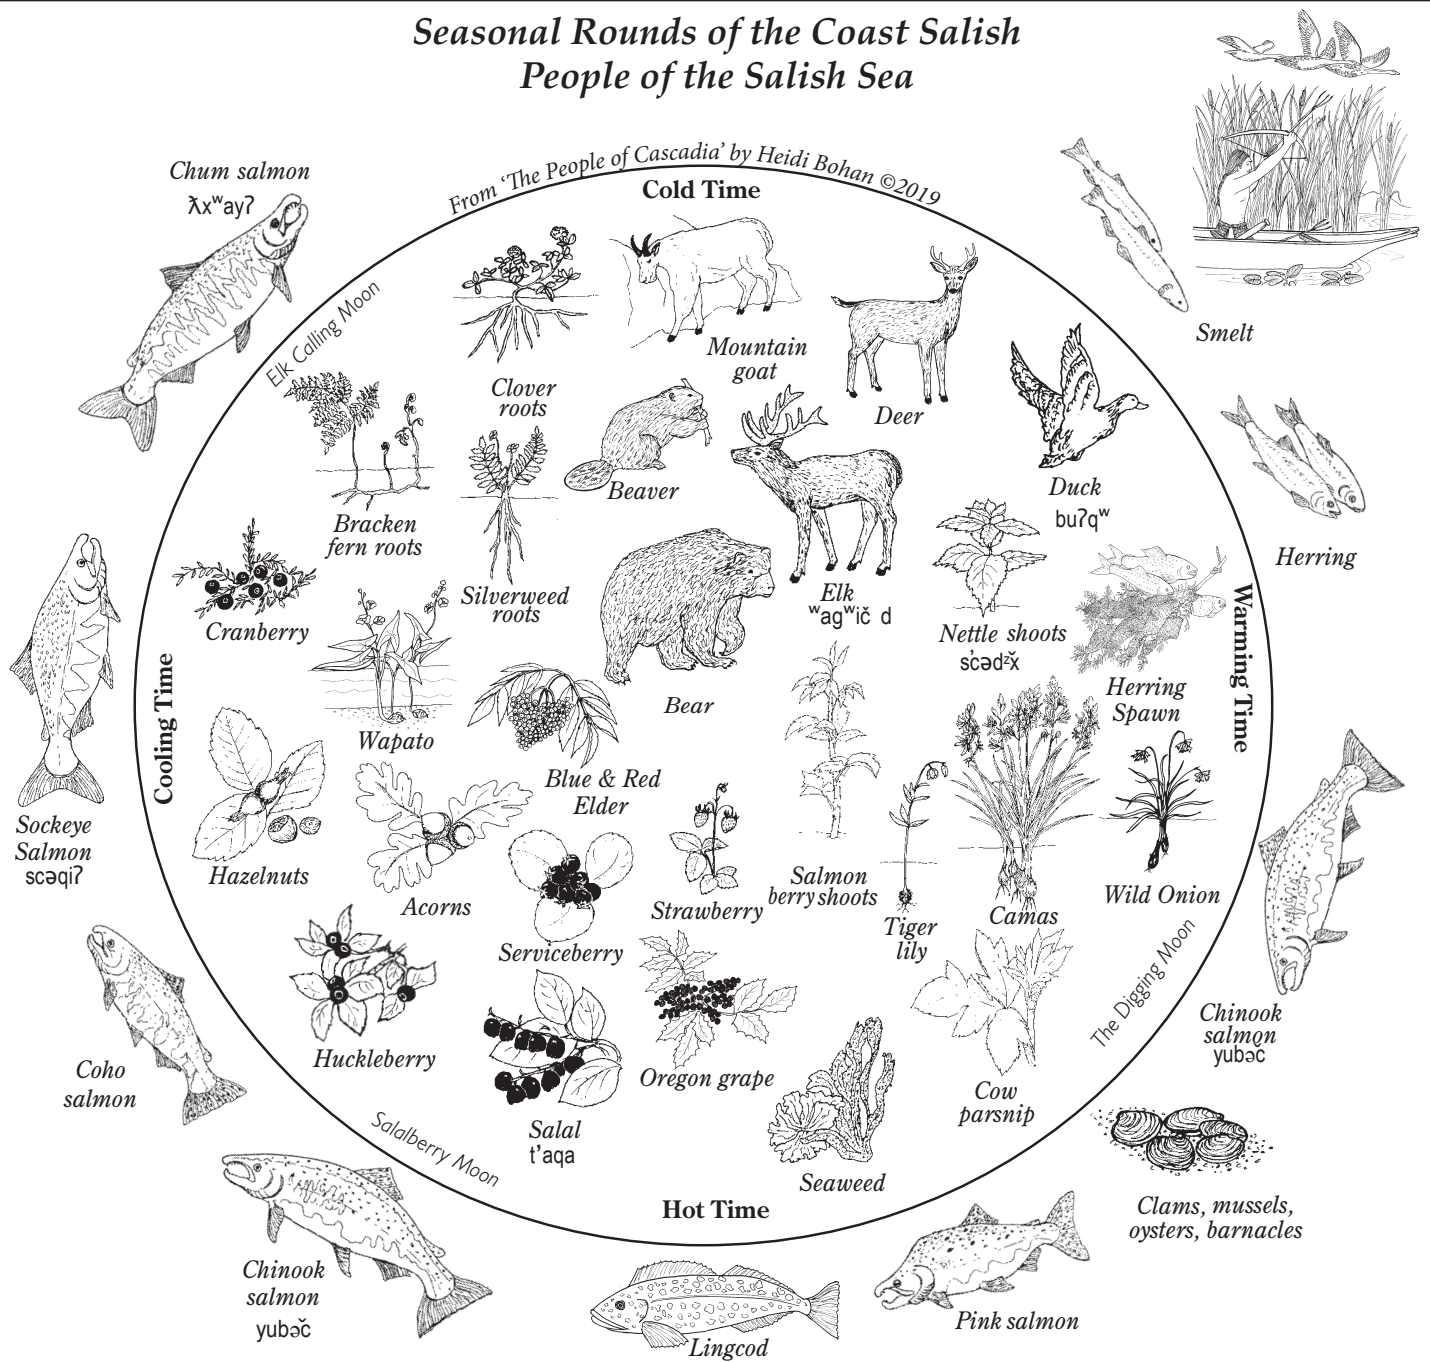 Seasonal Rounds of the Coast Salish
People of the Salish Sea
From 'The People of Cascadia' by Heidi Bohan ©2019
Cold Time
Chum salmon
ƛxʷayʔ
Smelt
Elk Calling Moon
Mountain
goat
Clover
roots
Deer
Beaver
Duck
buʔqʷ
Herring
Bracken
fern roots
Silverweed
roots
Elk
ʷagʷič d
Cranberry
Nettle shoots
sc̓ədᶻx̌
Herring
Spawn
Warming Time
Cooling Time
Bear
Wapato
Blue & Red
Elder
Sockeye
Salmon
scəqiʔ
Hazelnuts
Acorns
Strawberry
Salmon
berry shoots
Tiger
lily
Camas
Wild Onion
Serviceberry
The Digging Moon
Chinook
salmon
yubəc
Huckleberry
Coho
salmon
Oregon grape
Cow
parsnip
Salal
t'aqa
Salalberry Moon
Seaweed
Hot Time
Clams, mussels,
oysters, barnacles
Chinook
salmon
yubəč
Lingcod
Pink salmon